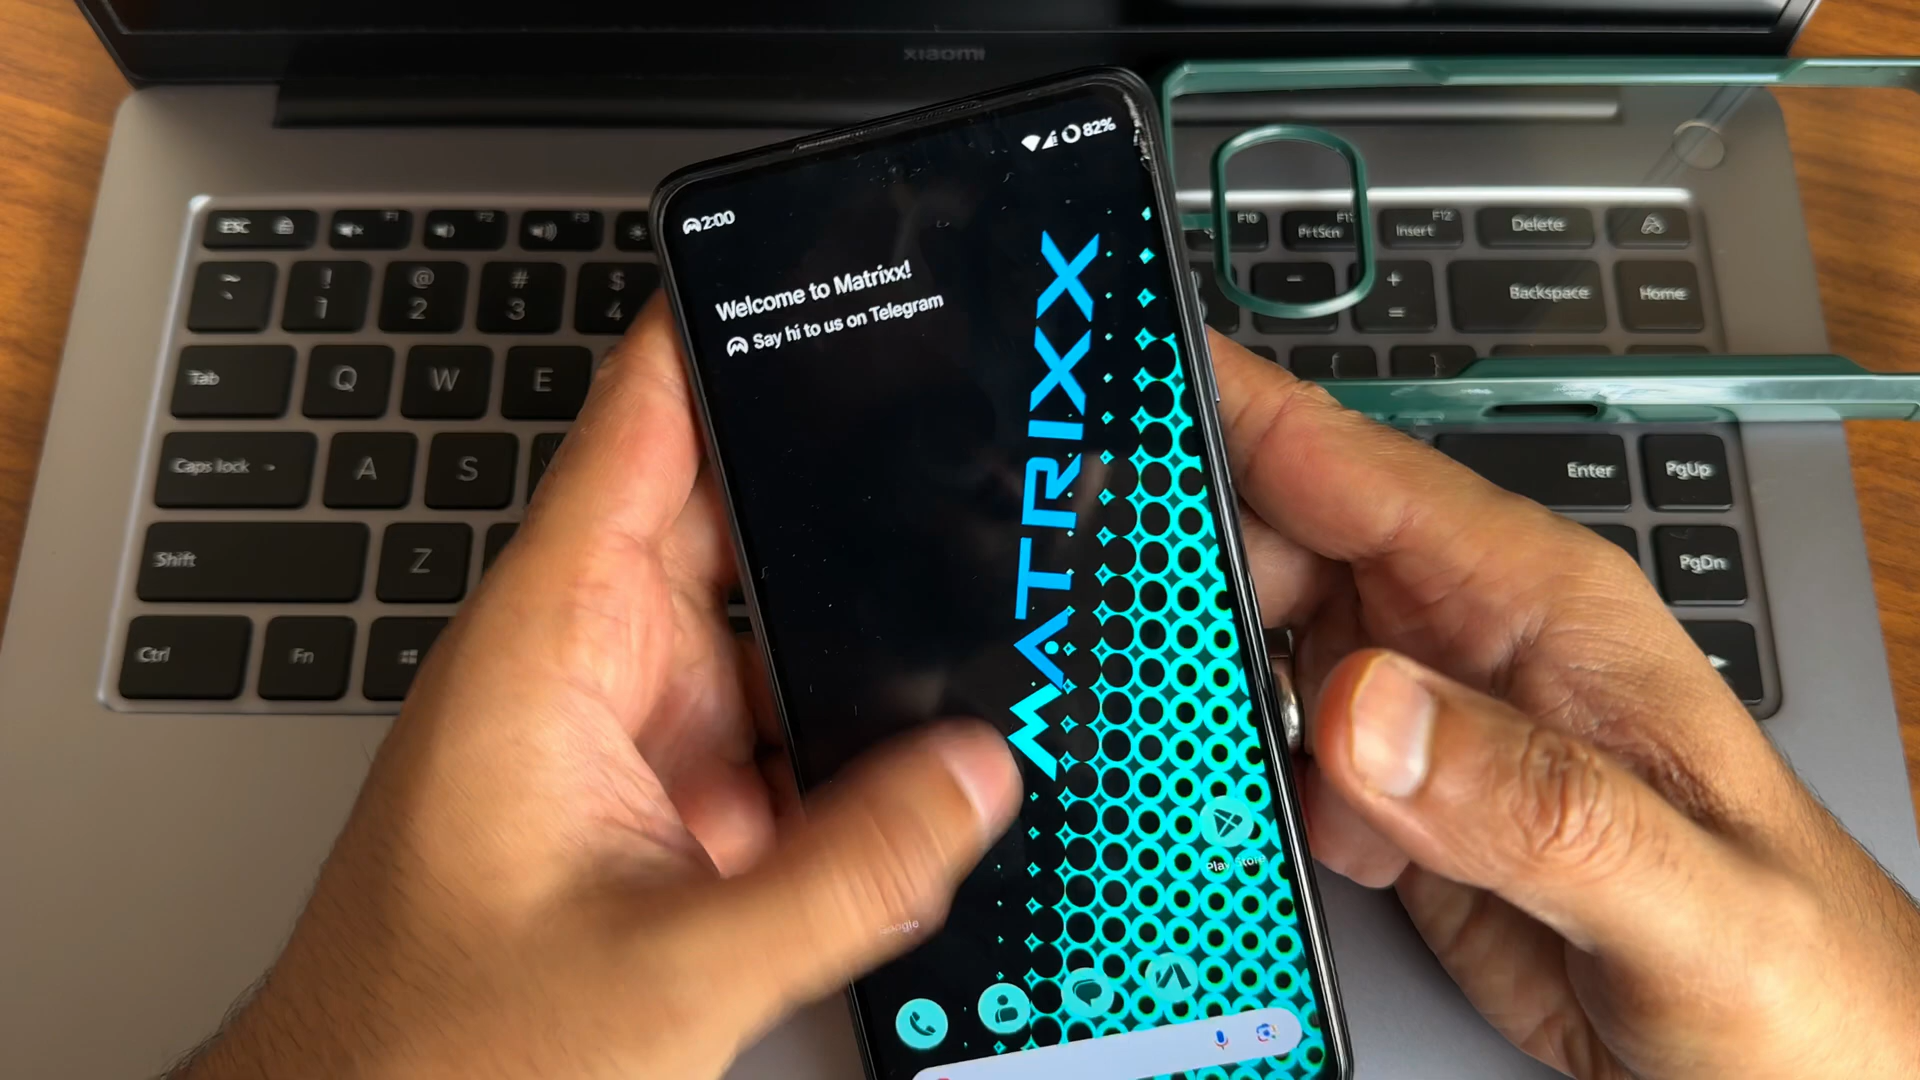 xiaomi
82%
2:00
Welcome to Matrixx!
Say hi to us on Telegram
MATRIXX
Play Store
Google
ESC
F1
F2
F3
F10
PrtScn
F12
Insert
Delete
~
!
1
@
2
#
3
$
4
-
+
=
Backspace
Home
Tab
Q
W
E
{
}
Caps lock
A
S
Enter
PgUp
Shift
Z
PgDn
Ctrl
Fn